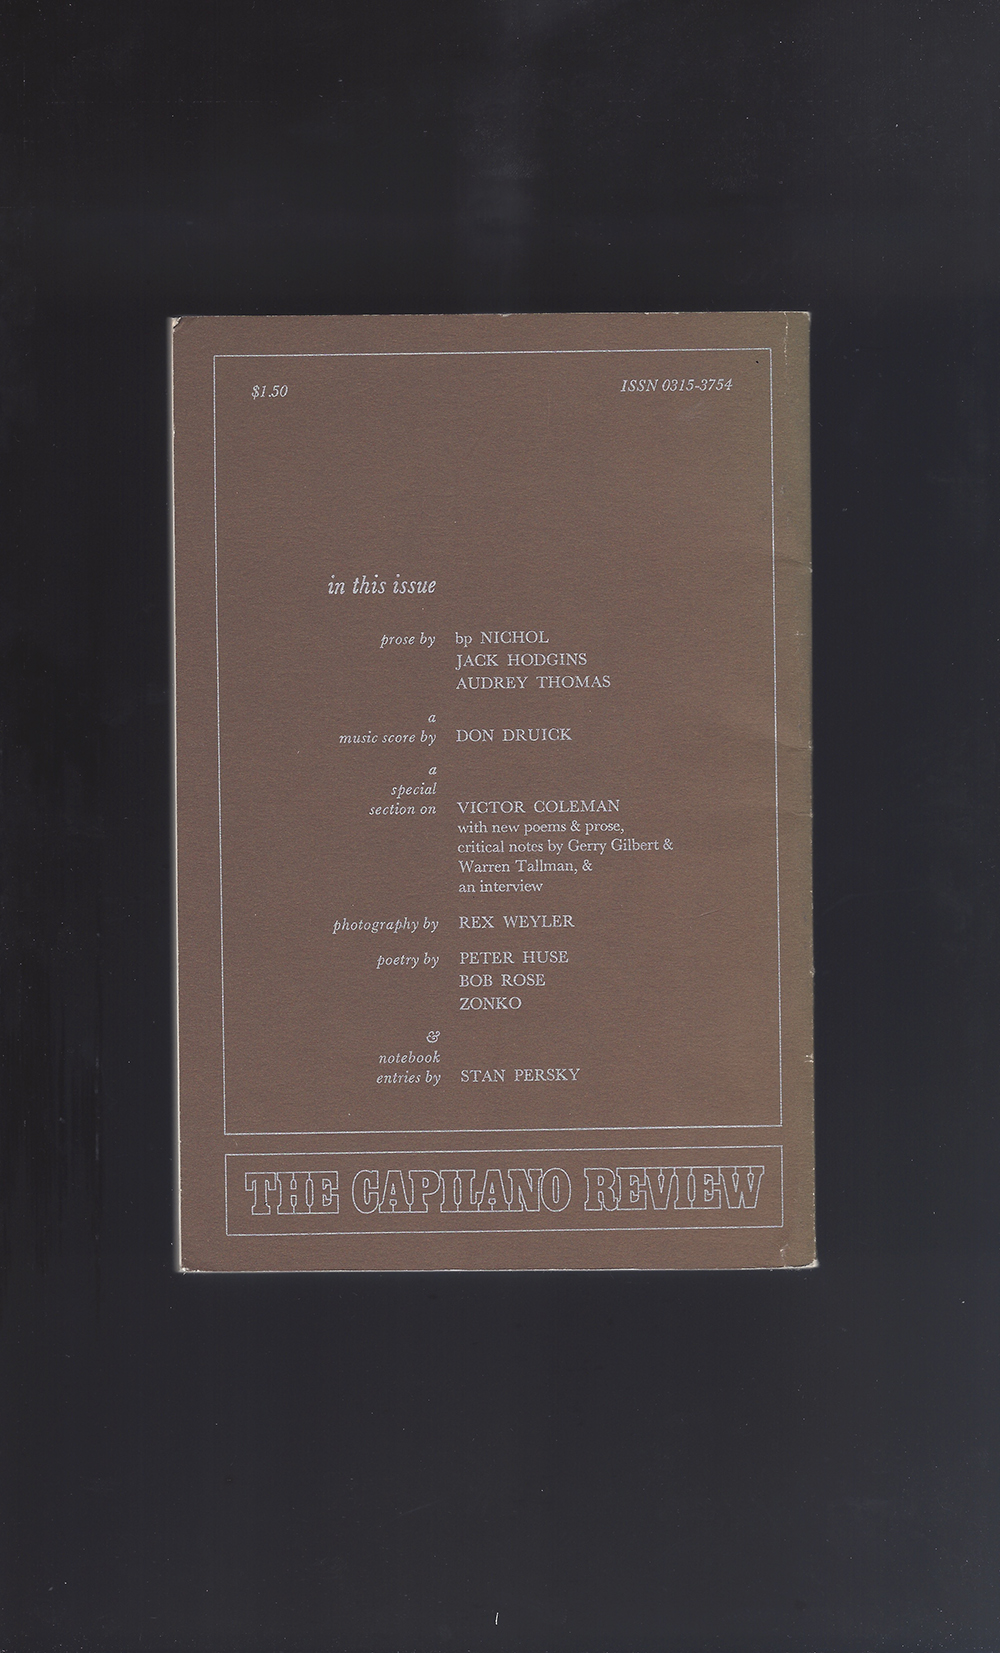 $1.50 ISSN 0315-3754
in this issue
prose by bp NICHOL
JACK HODGINS
AUDREY THOMAS
a
music score by DON DRUICK
a
special
section on VICTOR COLEMAN
with new poems & prose,
critical notes by Gerry Gilbert &
Warren Tallman, &
an interview
photography by REX WEYLER
poetry by PETER HUSE
BOB ROSE
ZONKO
&
notebook
entries by STAN PERSKY
THE CAPILANO REVIEW